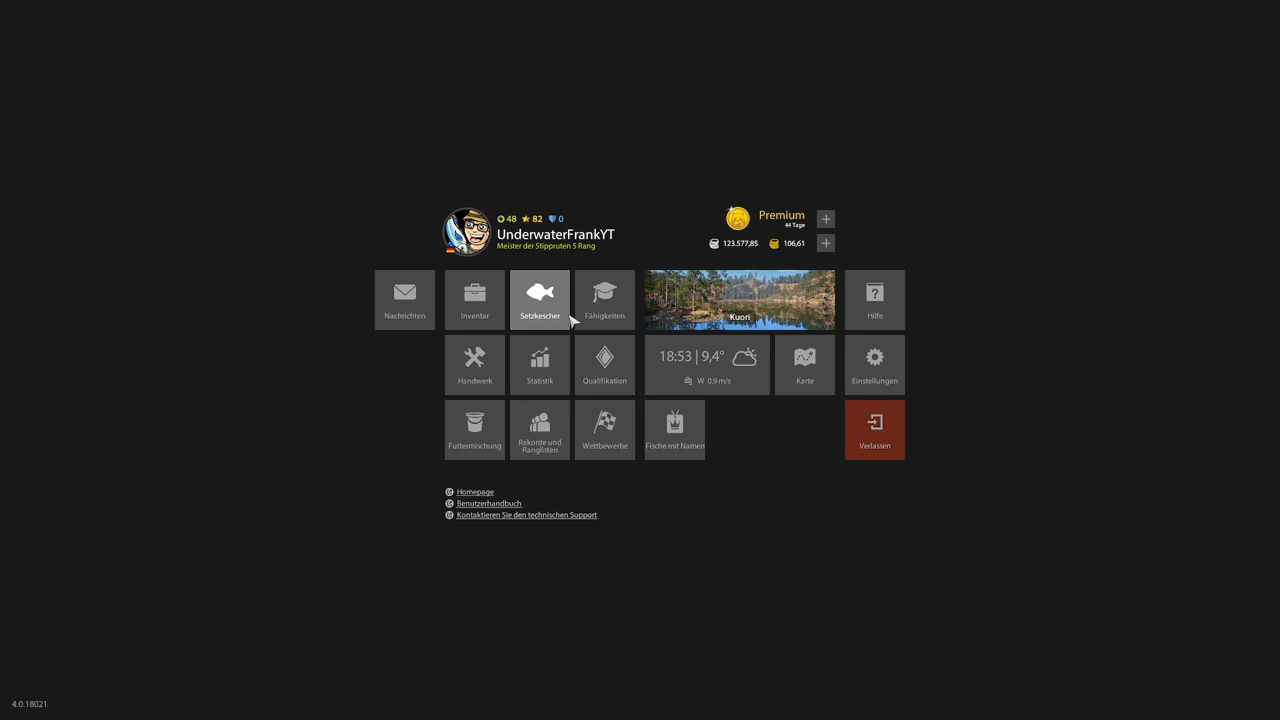 48 82 0
UnderwaterFrankYT
Meister der Stippruten 5 Rang
Premium
44 Tage
123.577,85 106,61
Nachrichten
Inventar
Setzkescher
Fähigkeiten
Kuori
Hilfe
Handwerk
Statistik
Qualifikation
18:53 | 9,4°
W 0.9 m/s
Karte
Einstellungen
Futtermischung
Rekorde und
Ranglisten
Wettbewerbe
Fische mit Namen
Verlassen
Homepage
Benutzerhandbuch
Kontaktieren Sie den technischen Support
4.0.18021